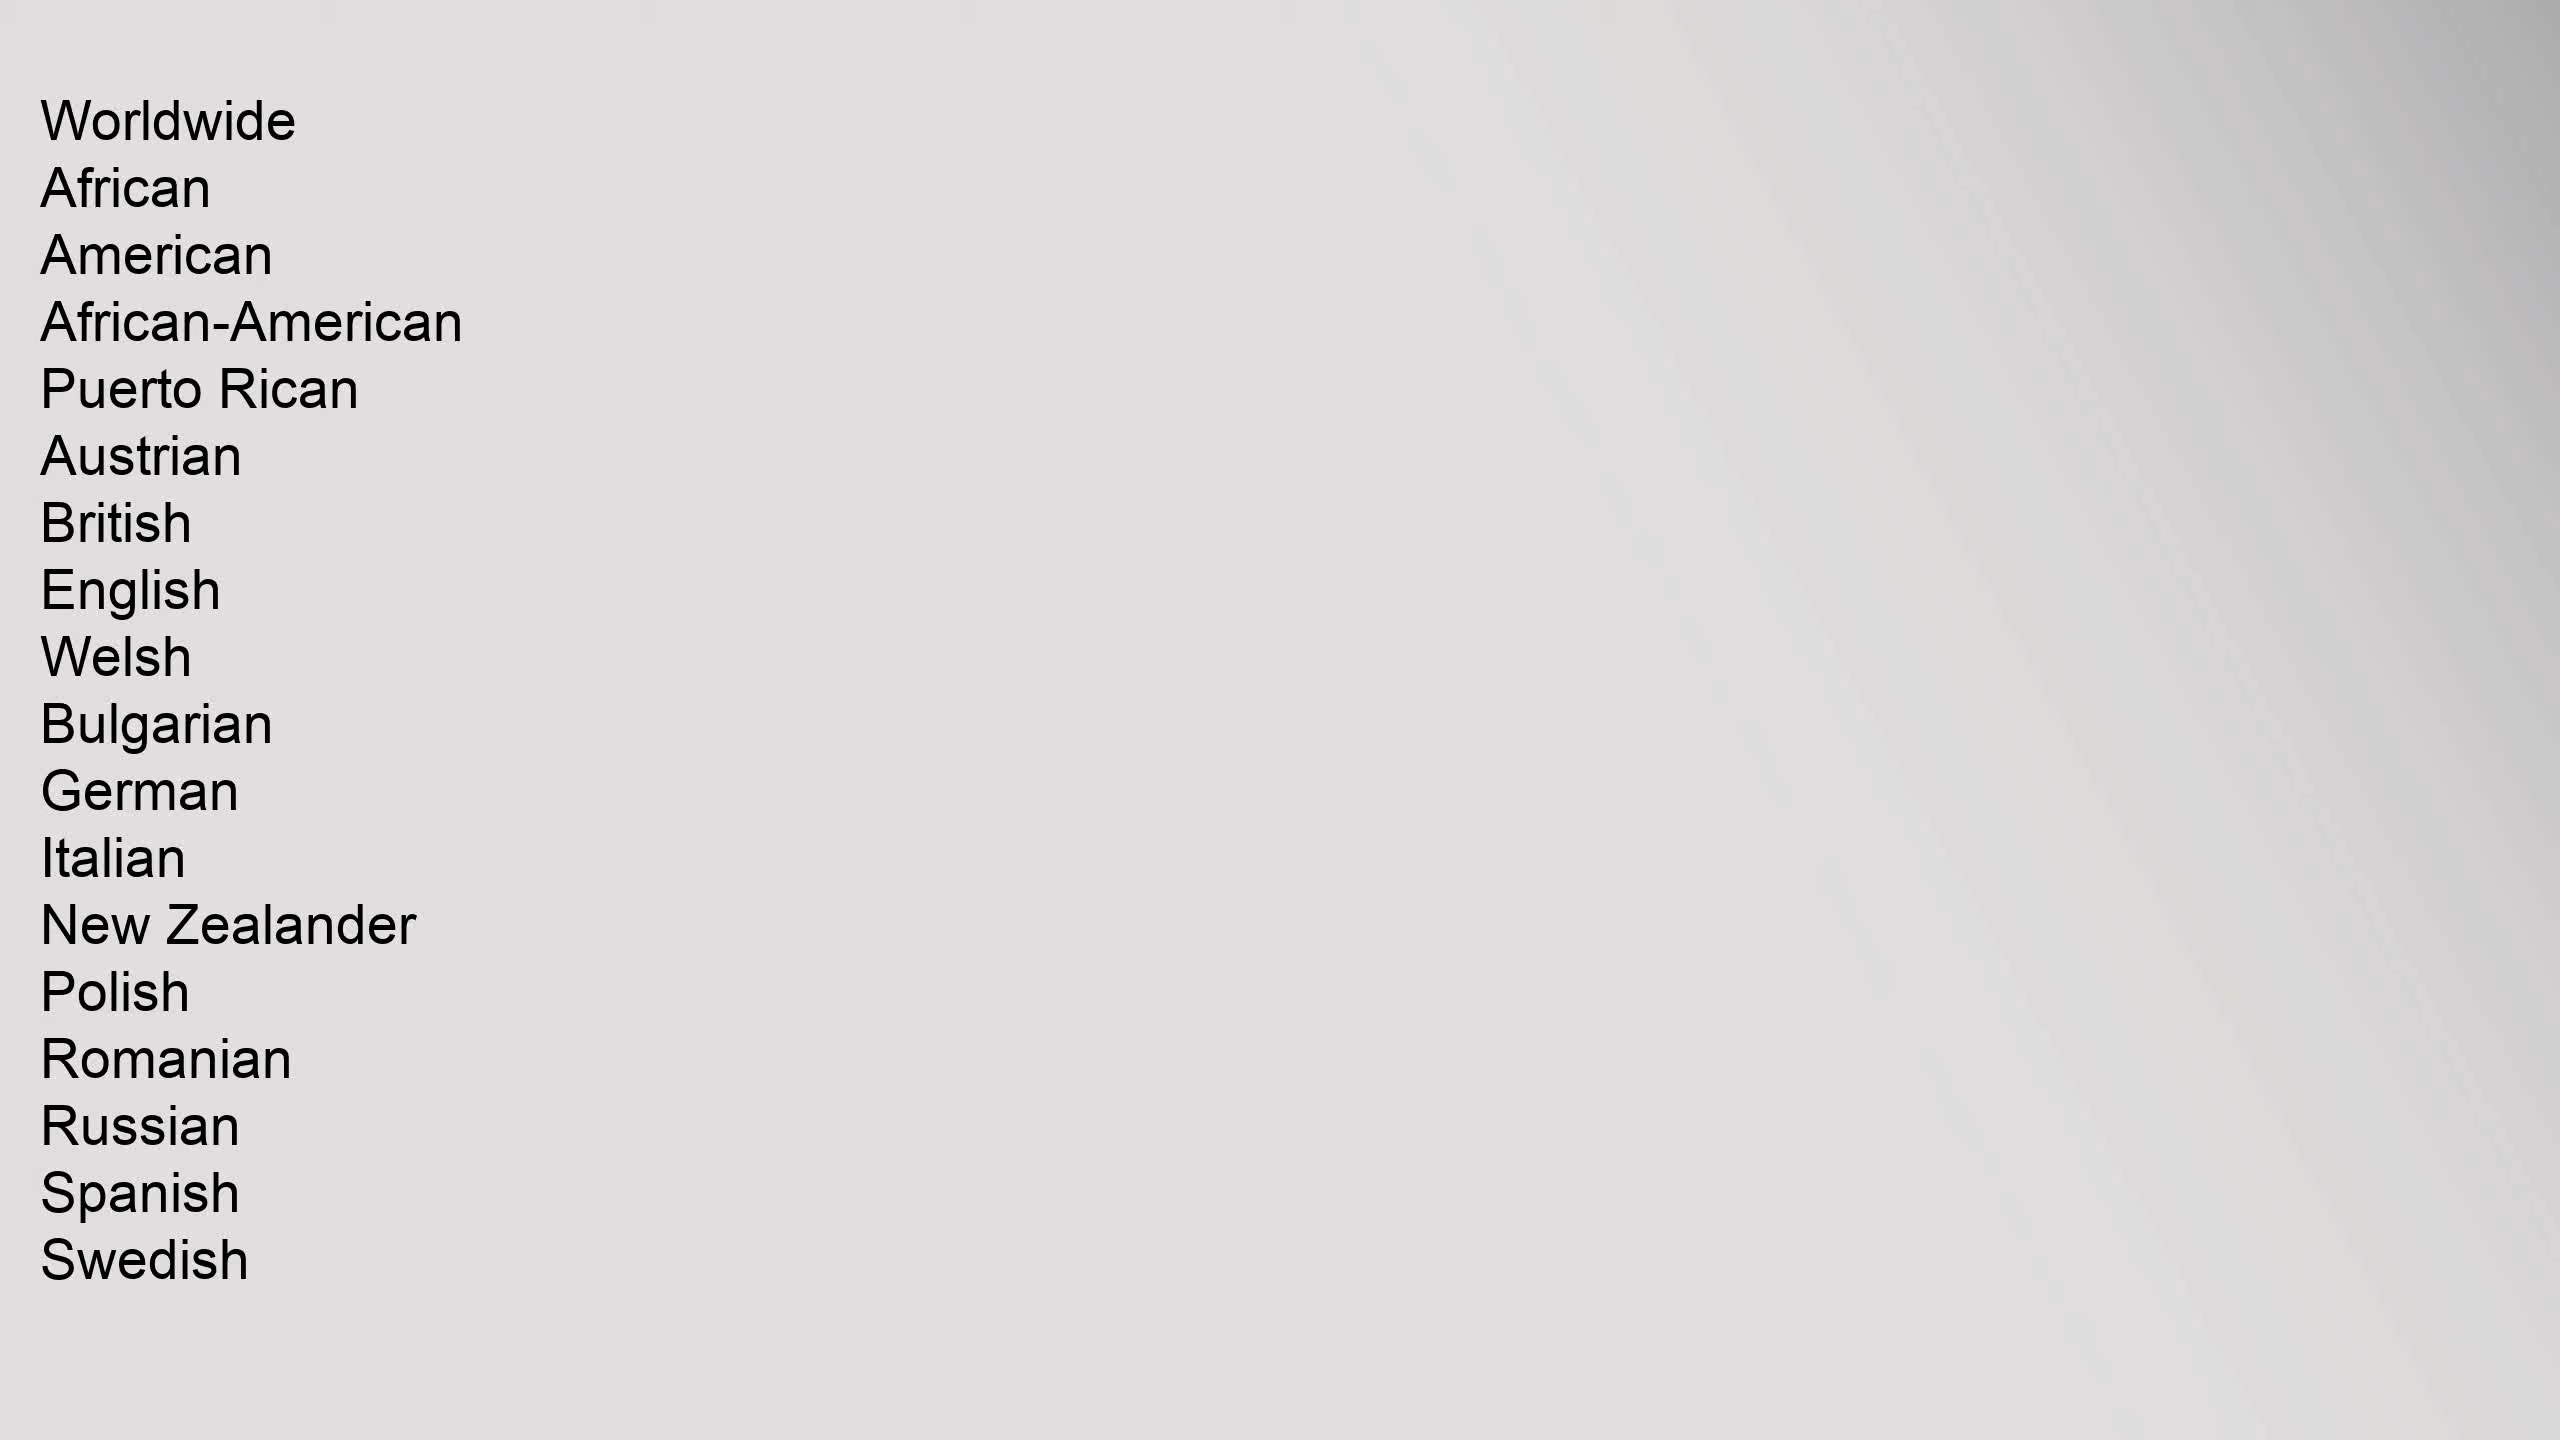 Worldwide
African
American
African-American
Puerto Rican
Austrian
British
English
Welsh
Bulgarian
German
Italian
New Zealander
Polish
Romanian
Russian
Spanish
Swedish